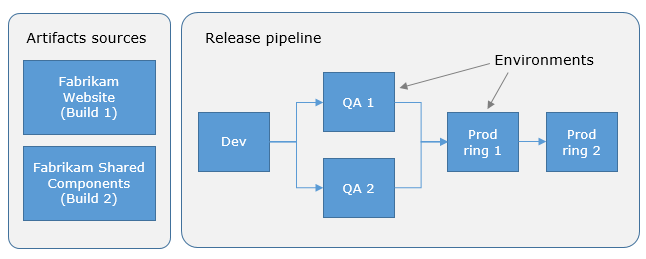 Artifacts sources
Fabrikam
Website
(Build 1)
Fabrikam Shared
Components
(Build 2)
Release pipeline
Environments
Dev
QA 1
QA 2
Prod
ring 1
Prod
ring 2